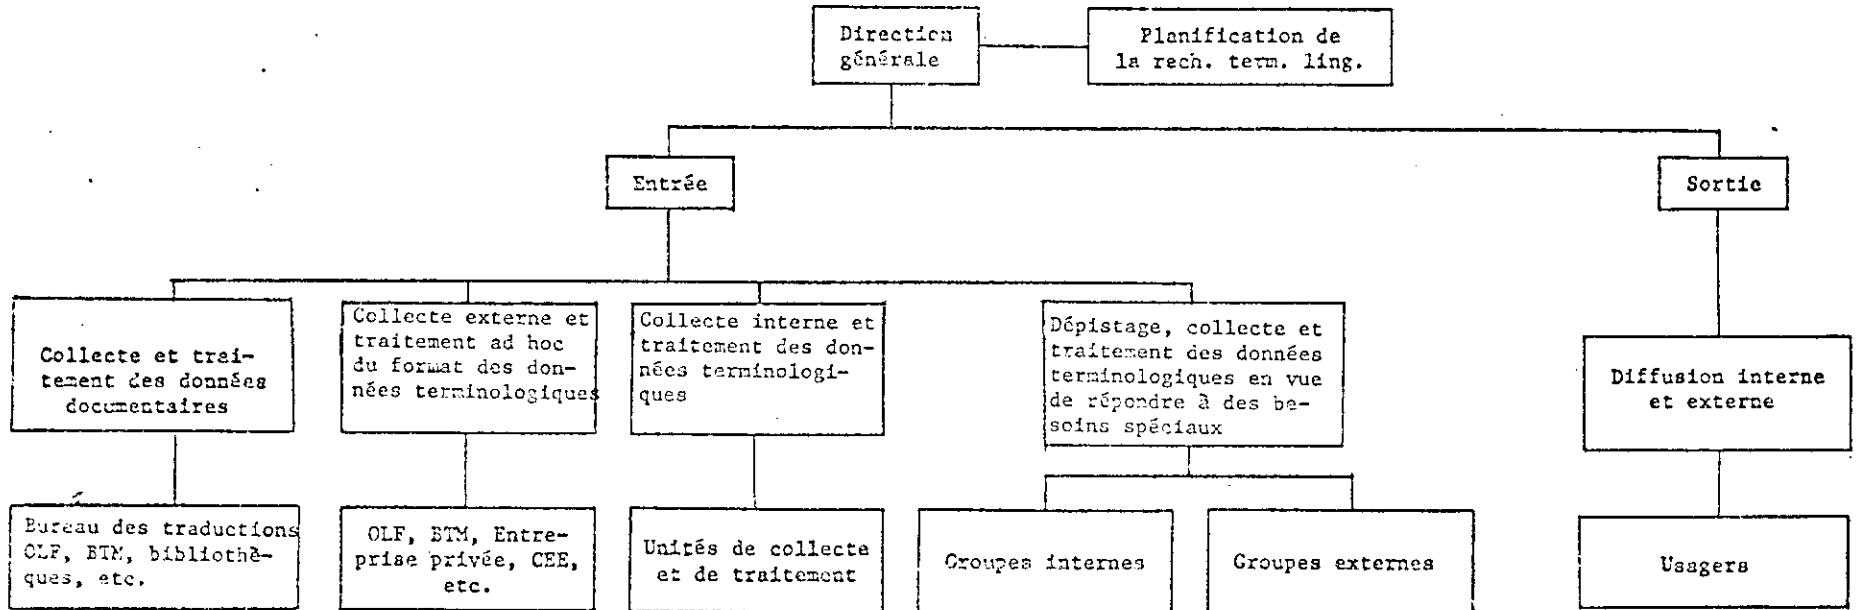 Direction
générale
Planification de
la rech. term. ling.
Entrée
Sortie
Collecte et trai-
tement des données
documentaires
Collecte externe et
traitement ad hoc
du format des don-
nées terminologiques
Collecte interne et
traitement des don-
nées terminologi-
ques
Dépistage, collecte et
traitement des données
terminologiques en vue
de répondre à des be-
soins spéciaux
Diffusion interne
et externe
Bureau des traductions
OLF, BTM, bibliothè-
ques, etc.
OLF, BTM, Entre-
prise privée, CEE,
etc.
Unités de collecte
et de traitement
Groupes internes
Groupes externes
Usagers